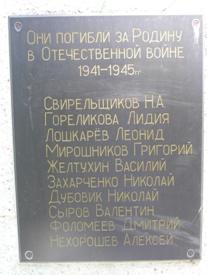 Они погибли за Родину
в Отечественной войне
1941-1945гг
Свирельщиков Н.А.
Гореликова Лидия
Лошкарёв Леонид
Мирошников Григорий
Желтухин Василий
Захарченко Николай
Дубовик Николай
Сыров Валентин
Фоломеев Дмитрий
Нехорошев Алексей